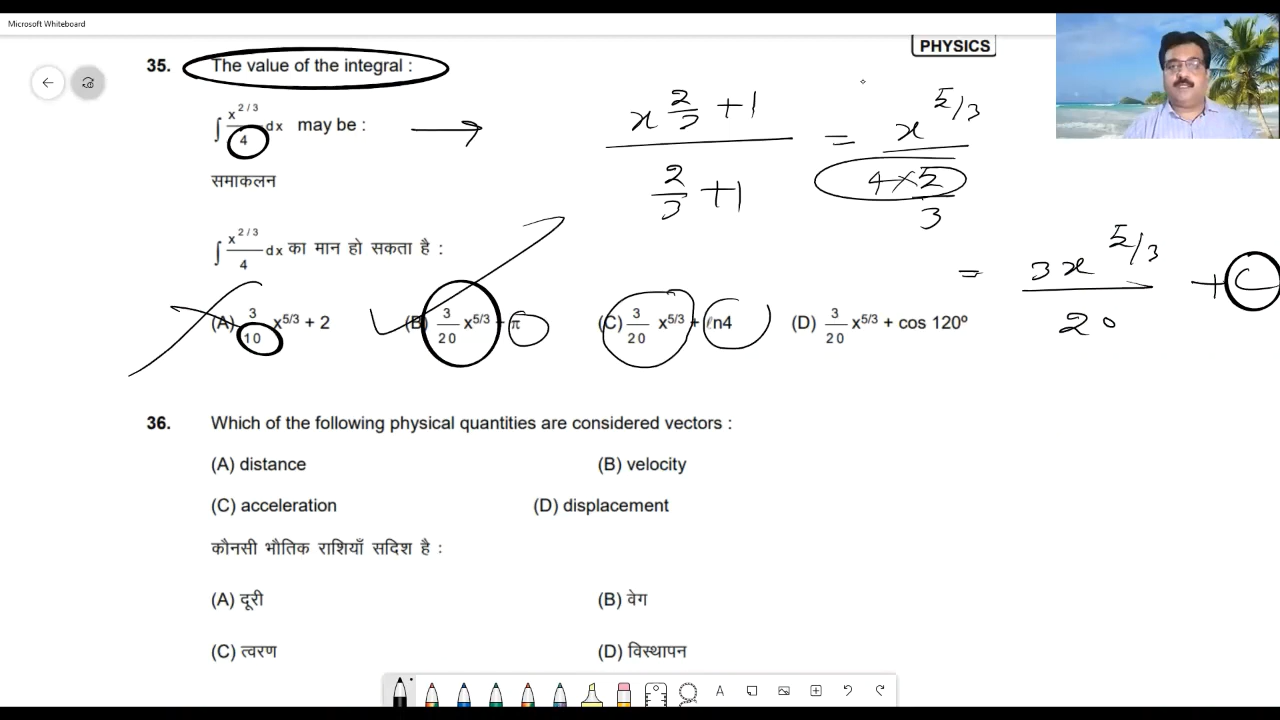 Microsoft Whiteboard
PHYSICS
35. The value of the integral :
∫ x^2/3 / 4 dx may be :
समाकलन
∫ x^2/3 / 4 dx का मान हो सकता है :
(A) 3/10 x^5/3 + 2 (B) 3/20 x^5/3 + π (C) 3/20 x^5/3 + ℓn4 (D) 3/20 x^5/3 + cos 120º
x 2/3 +1 / 2/3 +1 = x^5/3 / 4×5/3
= 3x^5/3 / 20 + C
36. Which of the following physical quantities are considered vectors :
(A) distance (B) velocity
(C) acceleration (D) displacement
कौनसी भौतिक राशियाँ सदिश है :
(A) दूरी (B) वेग
(C) त्वरण (D) विस्थापन
A